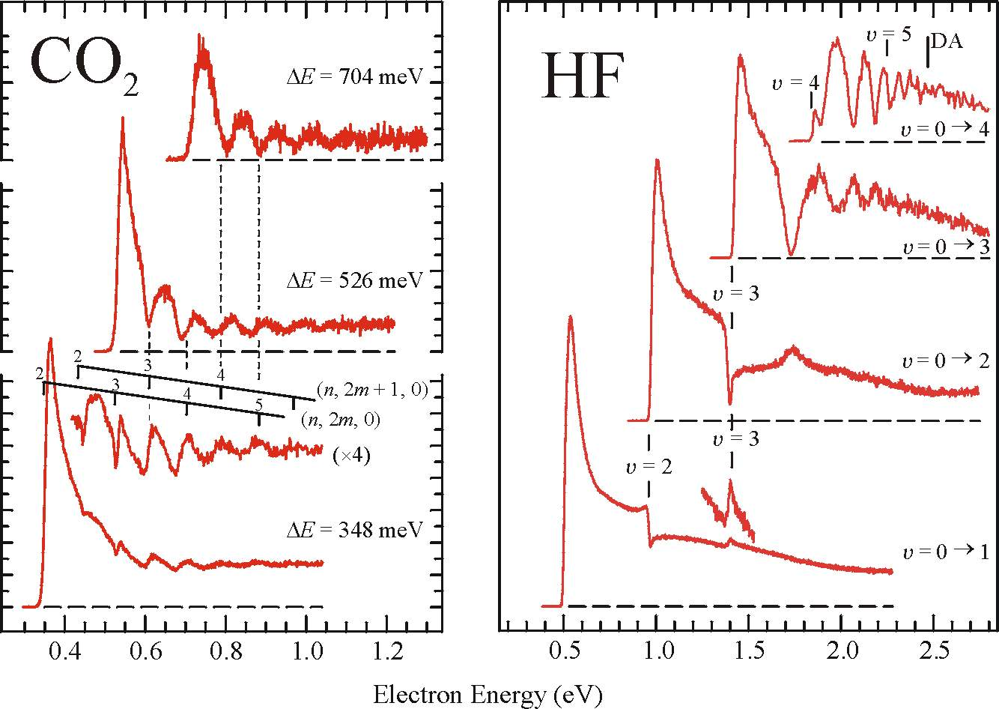 CO2
ΔE = 704 meV
ΔE = 526 meV
2
3
4
(n, 2m + 1, 0)
2
3
4
5
(n, 2m, 0)
(×4)
ΔE = 348 meV
0.4
0.6
0.8
1.0
1.2
HF
υ = 5
DA
υ = 4
υ = 0 → 4
υ = 0 → 3
υ = 3
υ = 0 → 2
υ = 3
υ = 2
υ = 0 → 1
0.5
1.0
1.5
2.0
2.5
Electron Energy (eV)